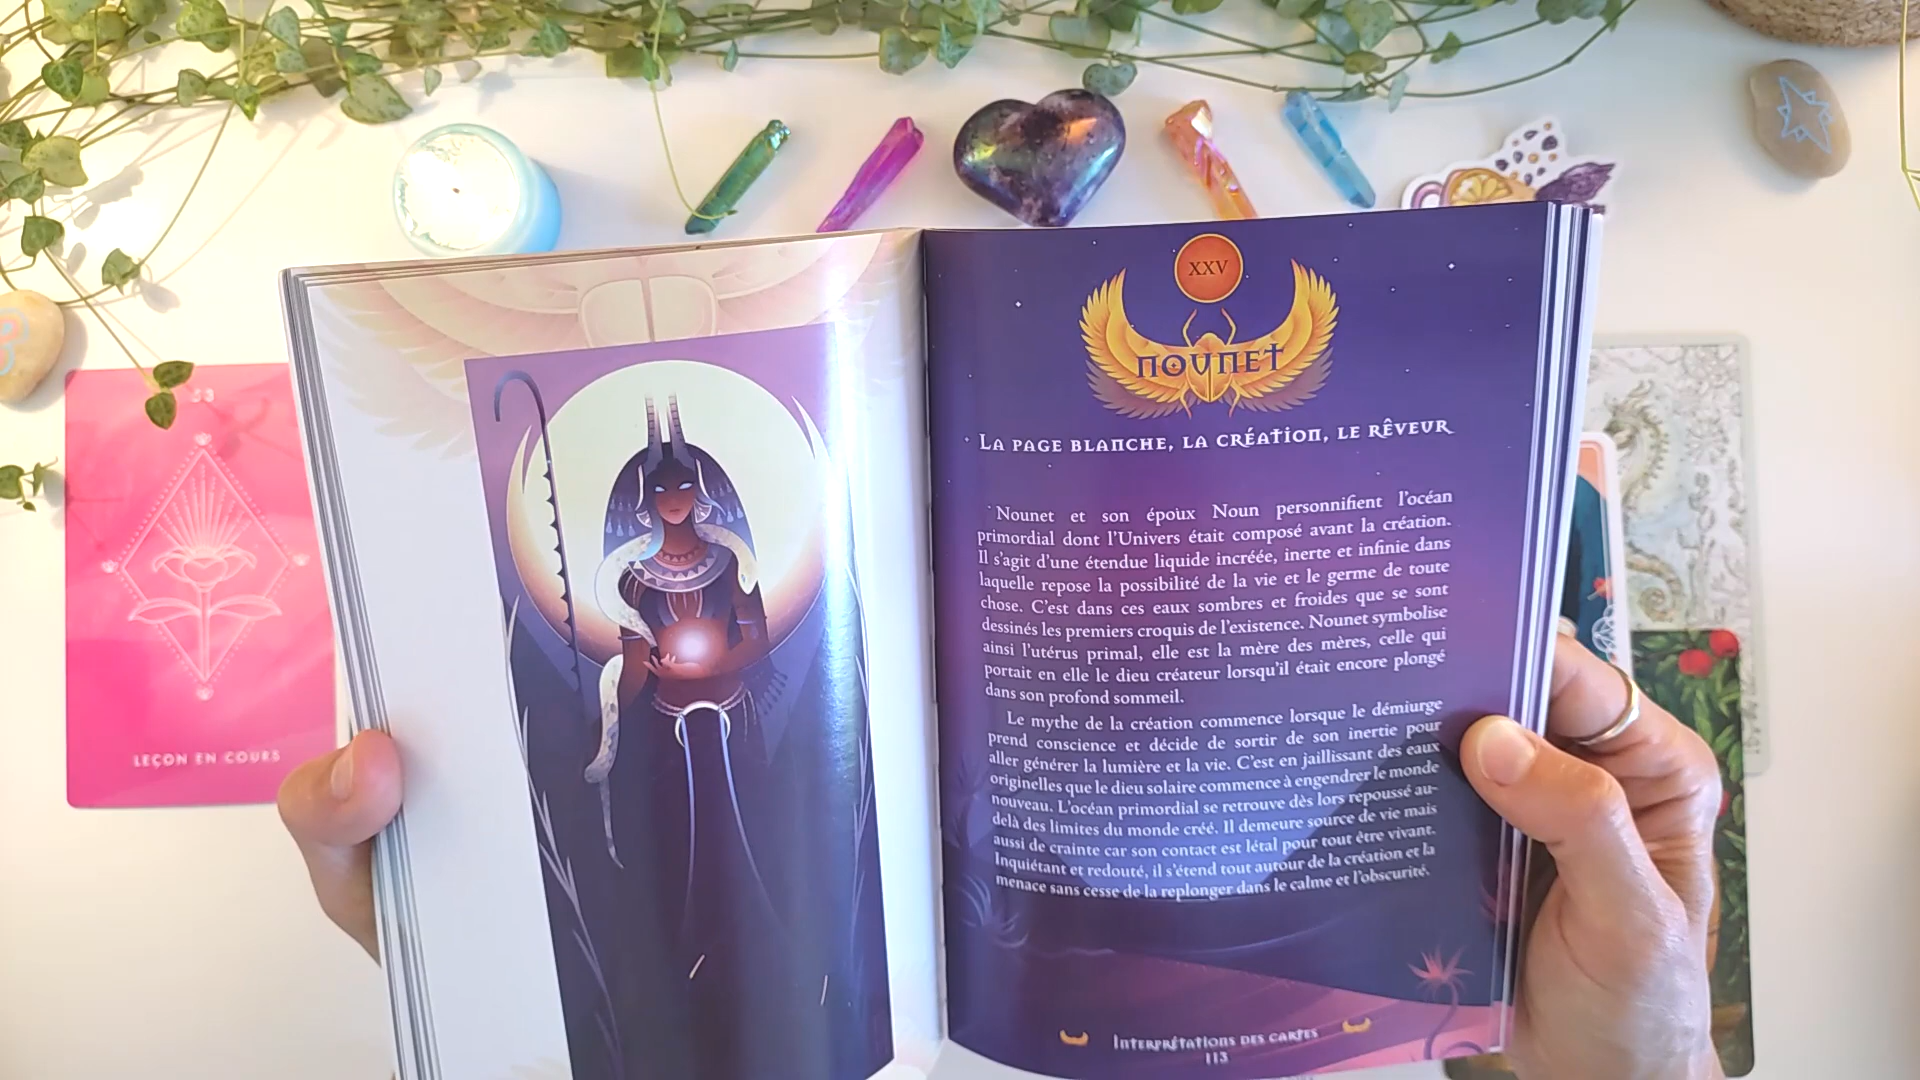 53
LEÇON EN COURS
XXV
NOUNET
La page blanche, la création, le rêveur
Nounet et son époux Noun personnifient l'océan
primordial dont l'Univers était composé avant la création.
Il s'agit d'une étendue liquide incréée, inerte et infinie dans
laquelle repose la possibilité de la vie et le germe de toute
chose. C'est dans ces eaux sombres et froides que se sont
dessinés les premiers croquis de l'existence. Nounet symbolise
ainsi l'utérus primal, elle est la mère des mères, celle qui
portait en elle le dieu créateur lorsqu'il était encore plongé
dans son profond sommeil.
Le mythe de la création commence lorsque le démiurge
prend conscience et décide de sortir de son inertie pour
aller générer la lumière et la vie. C'est en jaillissant des eaux
originelles que le dieu solaire commence à engendrer le monde
nouveau. L'océan primordial se retrouve dès lors repoussé au-
delà des limites du monde créé. Il demeure source de vie mais
aussi de crainte car son contact est létal pour tout être vivant.
Inquiétant et redouté, il s'étend tout autour de la création et la
menace sans cesse de la replonger dans le calme et l'obscurité.
Interprétations des cartes
113